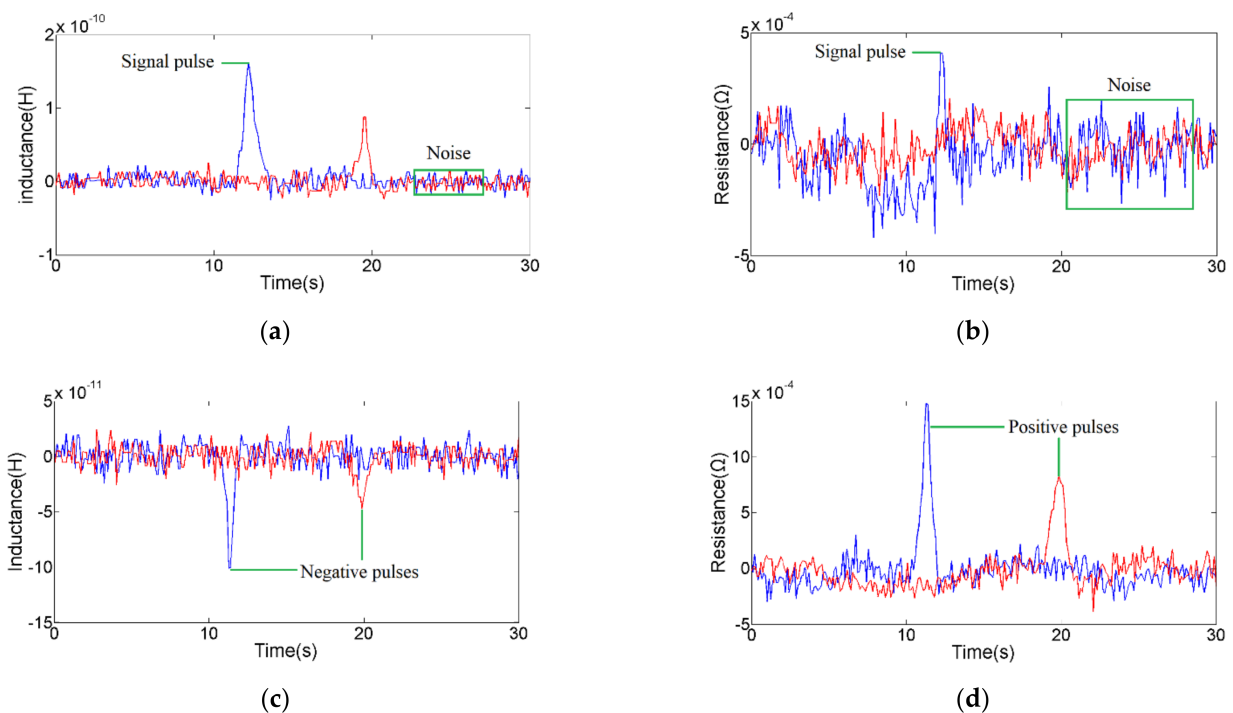 2 x 10^-10
Signal pulse
1
Noise
0
-1
0
10
20
30
inductance(H)
Time(s)
(a)
5 x 10^-4
Signal pulse
Noise
0
-5
0
10
20
30
Resistance(Ω)
Time(s)
(b)
5 x 10^-11
0
-5
-10
Negative pulses
-15
0
10
20
30
Inductance(H)
Time(s)
(c)
15 x 10^-4
Positive pulses
10
5
0
-5
0
10
20
30
Resistance(Ω)
Time(s)
(d)